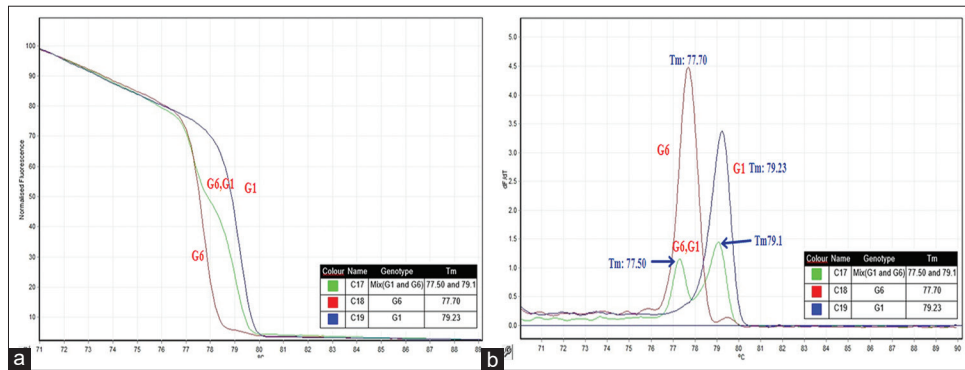 Normalised Fluorescence
100
90
80
70
60
50
40
30
20
10
G6,G1
G1
G6
Colour Name Genotype Tm
C17 Mix(G1 and G6) 77.50 and 79.1
C18 G6 77.70
C19 G1 79.23
71 72 73 74 75 76 77 78 79 80 81 82 83 84 85 86 87 88 89
°C
a
dF/dT
5.0
4.5
4.0
3.5
3.0
2.5
2.0
1.5
1.0
0.5
0.0
Tm: 77.70
G6
G1 Tm: 79.23
G6,G1
Tm79.1
Tm: 77.50
Colour Name Genotype Tm
C17 Mix(G1 and G6) 77.50 and 79.1
C18 G6 77.70
C19 G1 79.23
71 72 73 74 75 76 77 78 79 80 81 82 83 84 85 86 87 88 89 90
°C
b